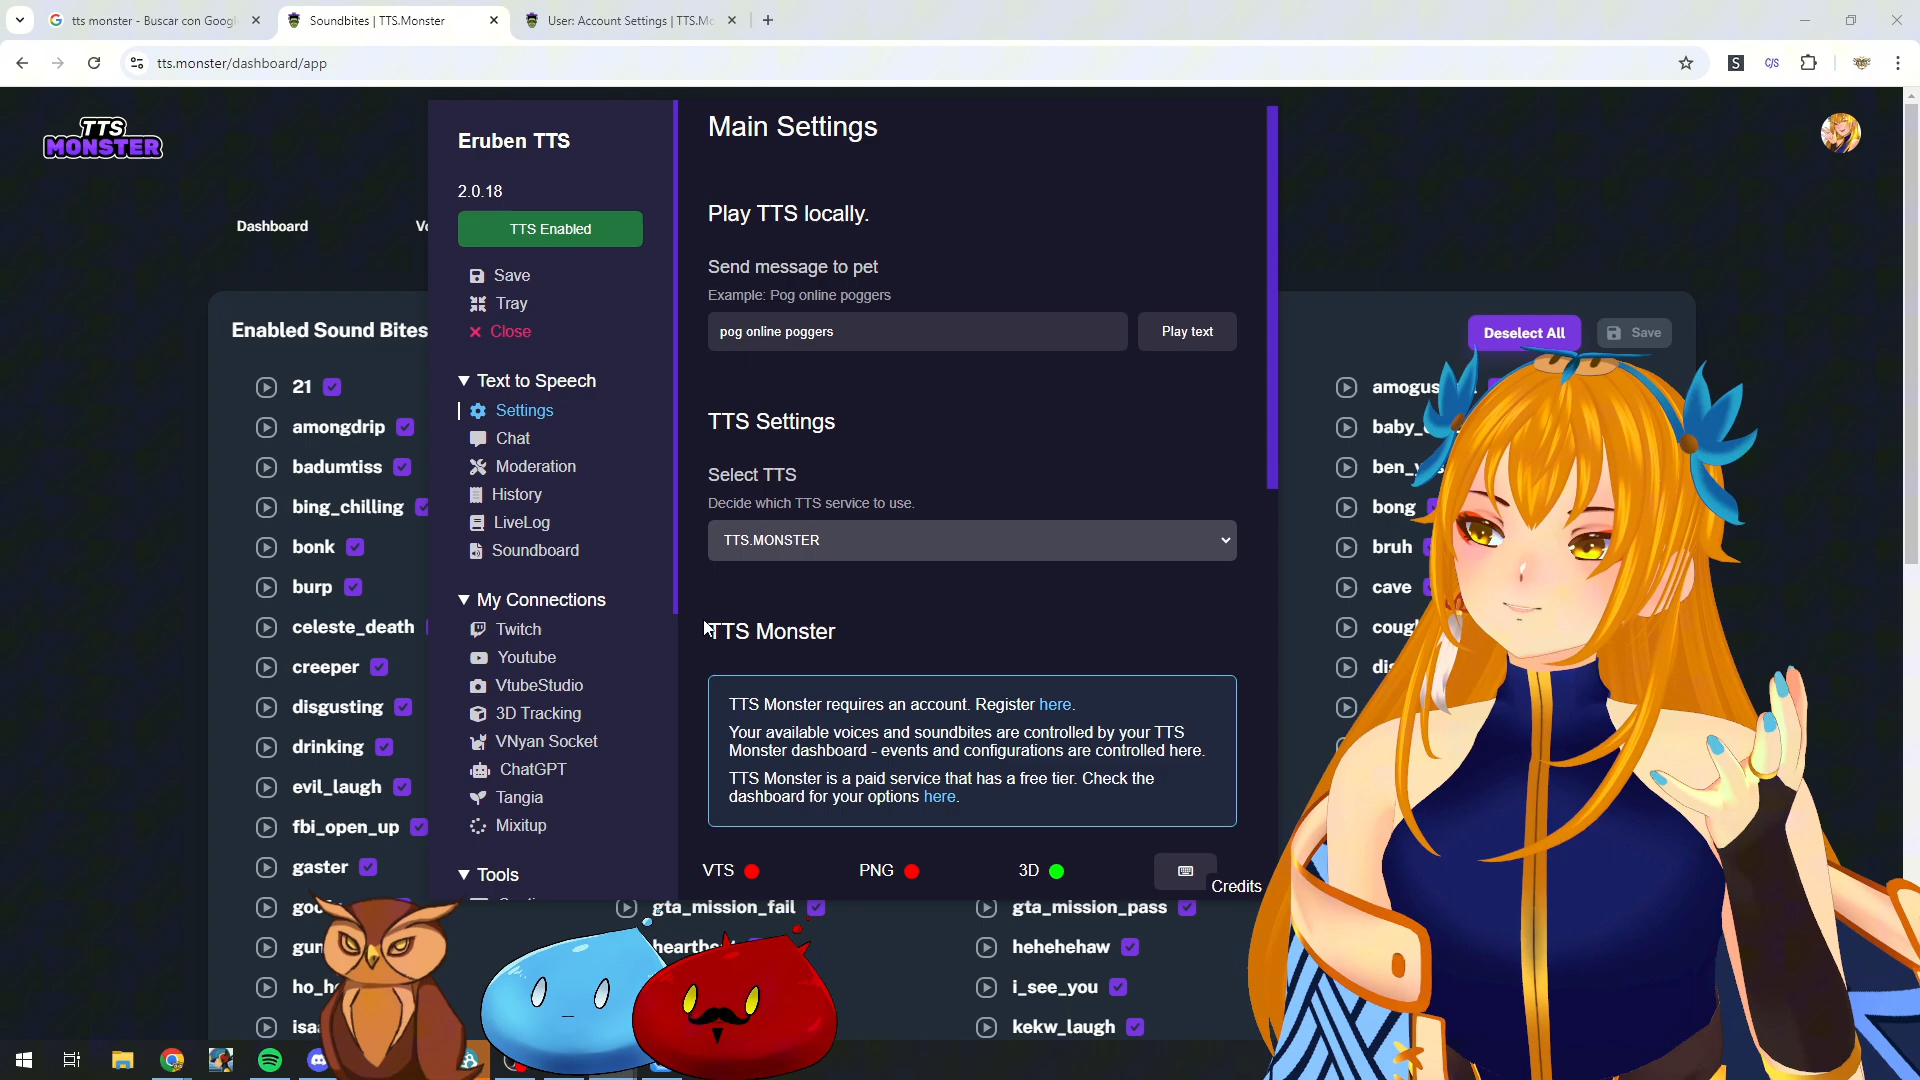 tts monster - Buscar con Googl
Soundbites | TTS.Monster
User: Account Settings | TTS.Mo
tts.monster/dashboard/app
S
C/S
TTS
MONSTER
Dashboard
Enabled Sound Bites
21
amongdrip
badumtiss
bing_chilling
bonk
burp
celeste_death
creeper
disgusting
drinking
evil_laugh
fbi_open_up
gaster
Eruben TTS
2.0.18
TTS Enabled
Save
Tray
Close
Text to Speech
Settings
Chat
Moderation
History
LiveLog
Soundboard
My Connections
Twitch
Youtube
VtubeStudio
3D Tracking
VNyan Socket
ChatGPT
Tangia
Mixitup
Tools
Main Settings
Play TTS locally.
Send message to pet
Example: Pog online poggers
pog online poggers
Play text
TTS Settings
Select TTS
Decide which TTS service to use.
TTS.MONSTER
TTS Monster
TTS Monster requires an account. Register here.
Your available voices and soundbites are controlled by your TTS
Monster dashboard - events and configurations are controlled here.
TTS Monster is a paid service that has a free tier. Check the
dashboard for your options here.
VTS
PNG
3D
Credits
Deselect All
Save
amogus
baby_
bong
bruh
cave
gta_mission_fail
gta_mission_pass
hehehehaw
i_see_you
kekw_laugh